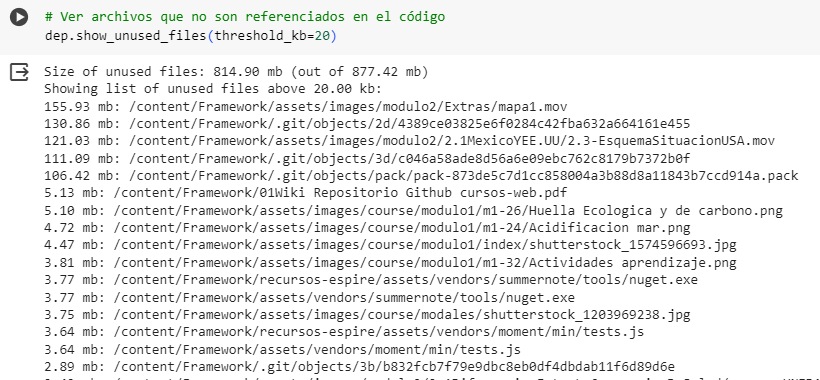 # Ver archivos que no son referenciados en el código
dep.show_unused_files(threshold_kb=20)
Size of unused files: 814.90 mb (out of 877.42 mb)
Showing list of unused files above 20.00 kb:
155.93 mb: /content/Framework/assets/images/modulo2/Extras/mapa1.mov
130.86 mb: /content/Framework/.git/objects/2d/4389ce03825e6f0284c42fba632a664161e455
121.03 mb: /content/Framework/assets/images/modulo2/2.1MexicoYEE.UU/2.3-EsquemaSituacionUSA.mov
111.09 mb: /content/Framework/.git/objects/3d/c046a58ade8d56a6e09ebc762c8179b7372b0f
106.42 mb: /content/Framework/.git/objects/pack/pack-873de5c7d1cc858004a3b88d8a11843b7ccd914a.pack
5.13 mb: /content/Framework/01Wiki Repositorio Github cursos-web.pdf
5.10 mb: /content/Framework/assets/images/course/modulo1/m1-26/Huella Ecologica y de carbono.png
4.72 mb: /content/Framework/assets/images/course/modulo1/m1-24/Acidificacion mar.png
4.47 mb: /content/Framework/assets/images/course/modulo1/index/shutterstock_1574596693.jpg
3.81 mb: /content/Framework/assets/images/course/modulo1/m1-32/Actividades aprendizaje.png
3.77 mb: /content/Framework/recursos-espire/assets/vendors/summernote/tools/nuget.exe
3.77 mb: /content/Framework/assets/vendors/summernote/tools/nuget.exe
3.75 mb: /content/Framework/assets/images/course/modales/shutterstock_1203969238.jpg
3.64 mb: /content/Framework/recursos-espire/assets/vendors/moment/min/tests.js
3.64 mb: /content/Framework/assets/vendors/moment/min/tests.js
2.89 mb: /content/Framework/.git/objects/3b/b832fcb7f79e9dbc8eb0df4dbdab11f6d89d6e